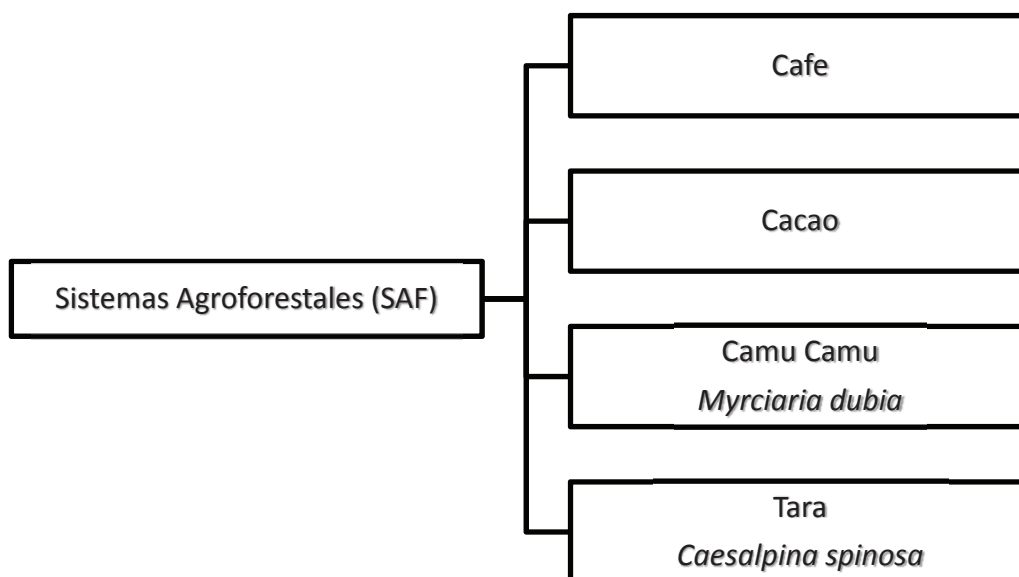 Cafe
Cacao
Sistemas Agroforestales (SAF)
Camu Camu
Myrciaria dubia
Tara
Caesalpina spinosa